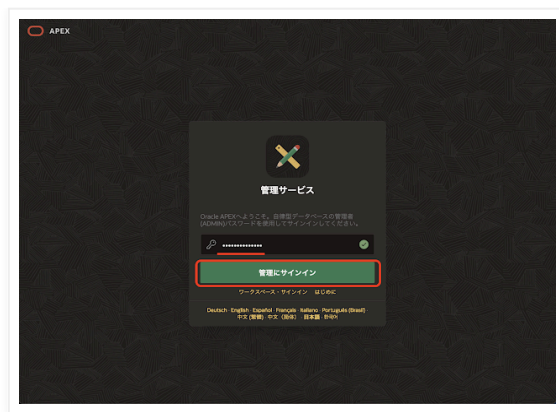 APEX
管理サービス
Oracle APEXへようこそ。自律型データベースの管理者
(ADMIN)パスワードを使用してサインインしてください。
••••••••••••••
管理にサインイン
ワークスペース・サインイン はじめに
Deutsch · English · Español · Français · Italiano · Português (Brasil) ·
中文 (繁體) · 中文（简体） · 日本語 · 한국어